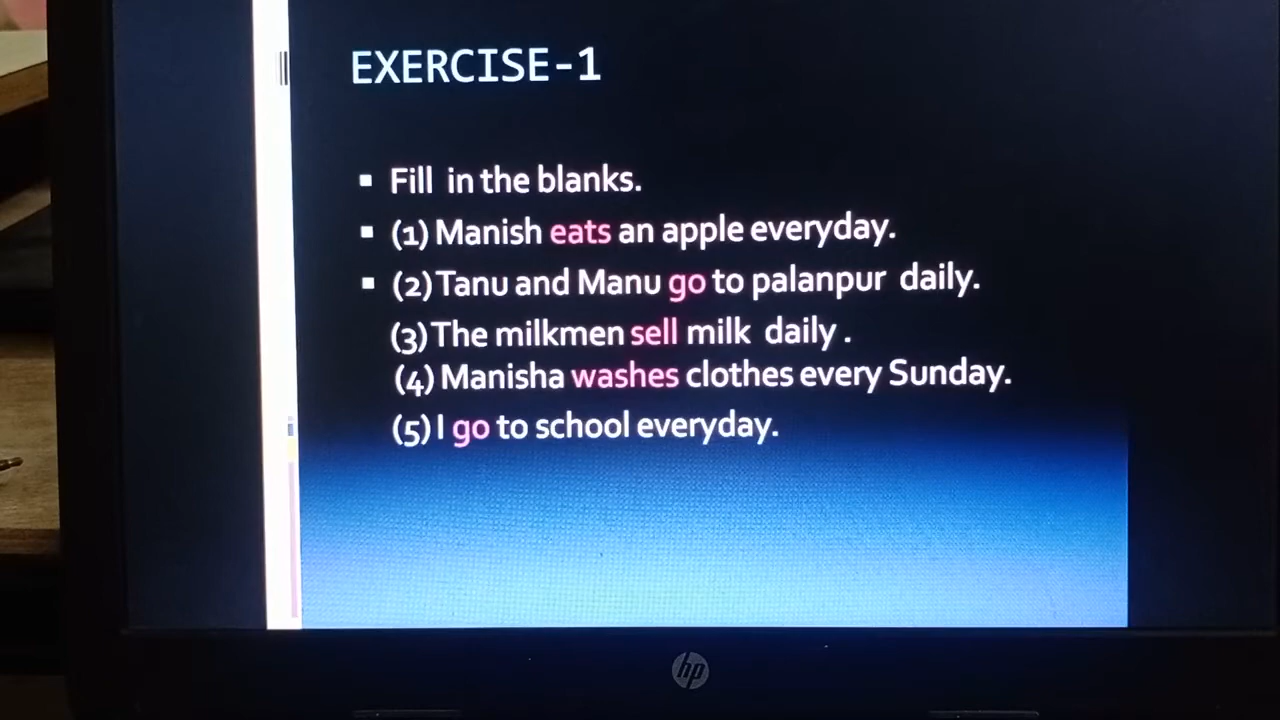 EXERCISE-1
▪ Fill in the blanks.
▪ (1) Manish eats an apple everyday.
▪ (2) Tanu and Manu go to palanpur daily.
(3) The milkmen sell milk daily .
(4) Manisha washes clothes every Sunday.
(5) I go to school everyday.
hp